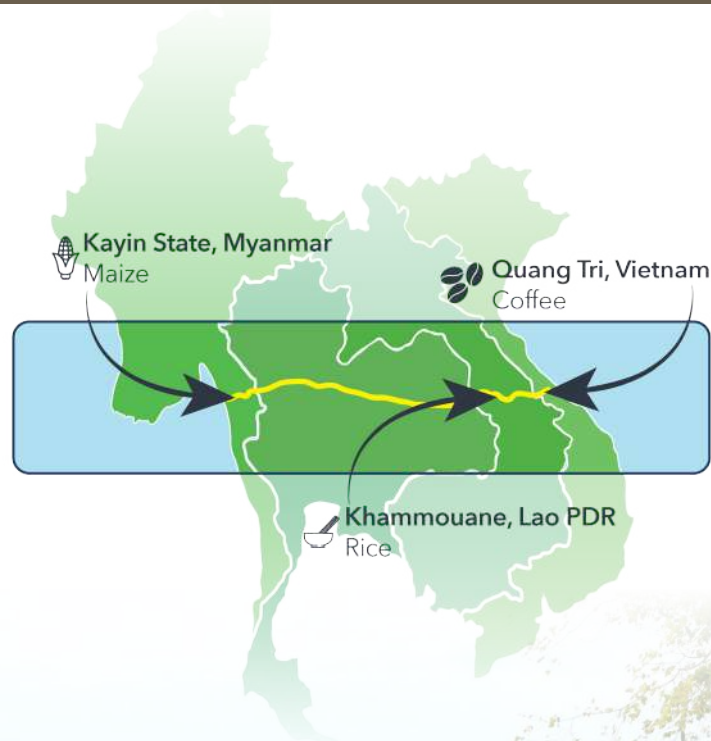 Kayin State, Myanmar
Maize
Quang Tri, Vietnam
Coffee
Khammouane, Lao PDR
Rice